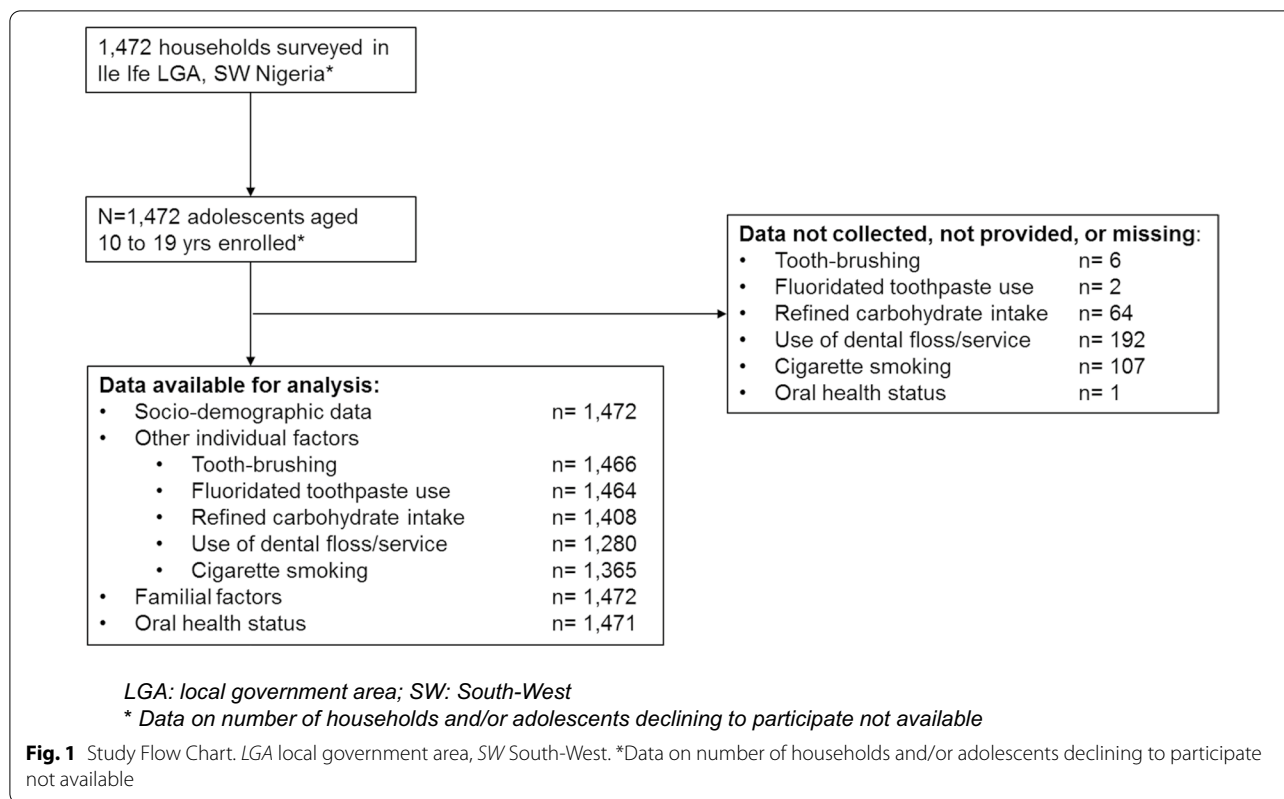 1,472 households surveyed in
Ile Ife LGA, SW Nigeria*
N=1,472 adolescents aged
10 to 19 yrs enrolled*
Data not collected, not provided, or missing:
• Tooth-brushing n= 6
• Fluoridated toothpaste use n= 2
• Refined carbohydrate intake n= 64
• Use of dental floss/service n= 192
• Cigarette smoking n= 107
• Oral health status n= 1
Data available for analysis:
• Socio-demographic data n= 1,472
• Other individual factors
• Tooth-brushing n= 1,466
• Fluoridated toothpaste use n= 1,464
• Refined carbohydrate intake n= 1,408
• Use of dental floss/service n= 1,280
• Cigarette smoking n= 1,365
• Familial factors n= 1,472
• Oral health status n= 1,471
LGA: local government area; SW: South-West
* Data on number of households and/or adolescents declining to participate not available
Fig. 1 Study Flow Chart. LGA local government area, SW South-West. *Data on number of households and/or adolescents declining to participate
not available